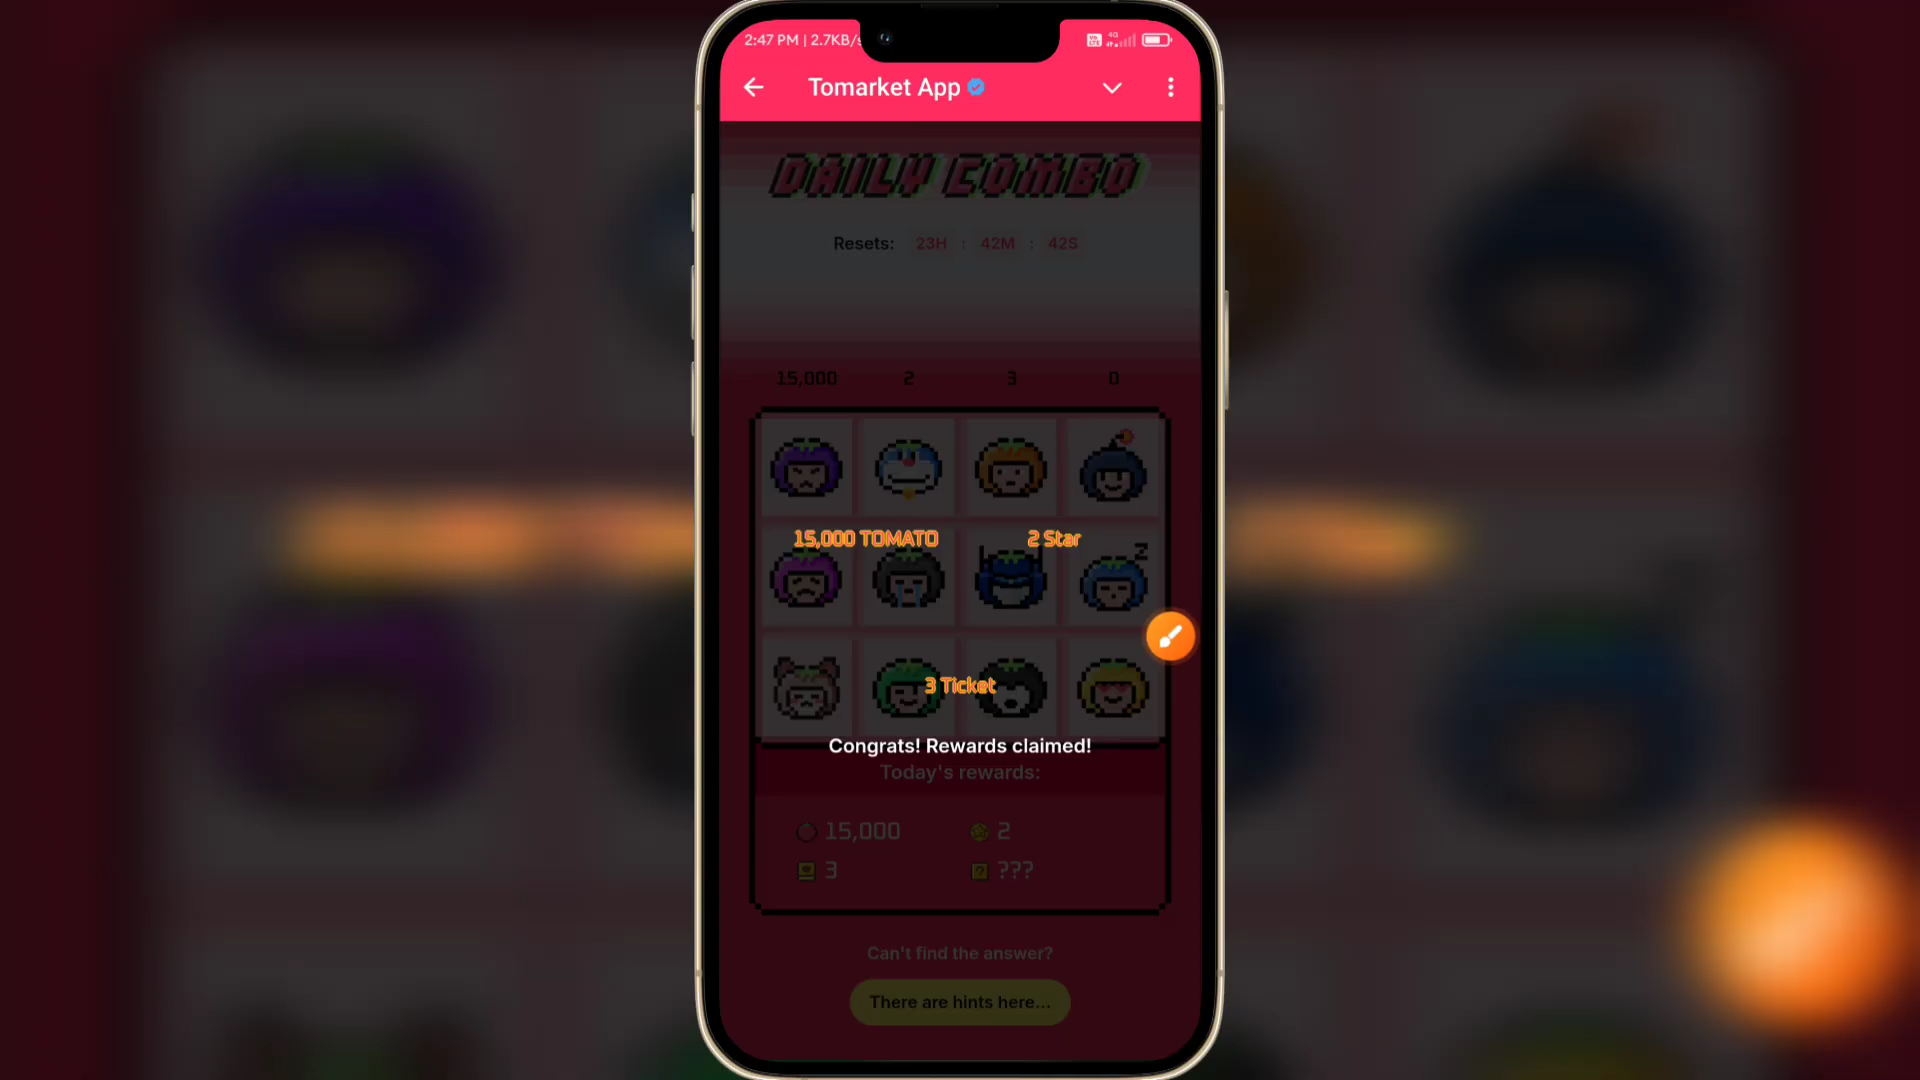 2:47 PM | 2.7KB/s
Tomarket App
DAILY COMBO
Resets: 23H : 42M : 42S
15,000 2 3 0
15,000 TOMATO 2 Star
Z
3 Ticket
Congrats! Rewards claimed!
Today's rewards:
15,000 2
3 ???
Can't find the answer?
There are hints here...